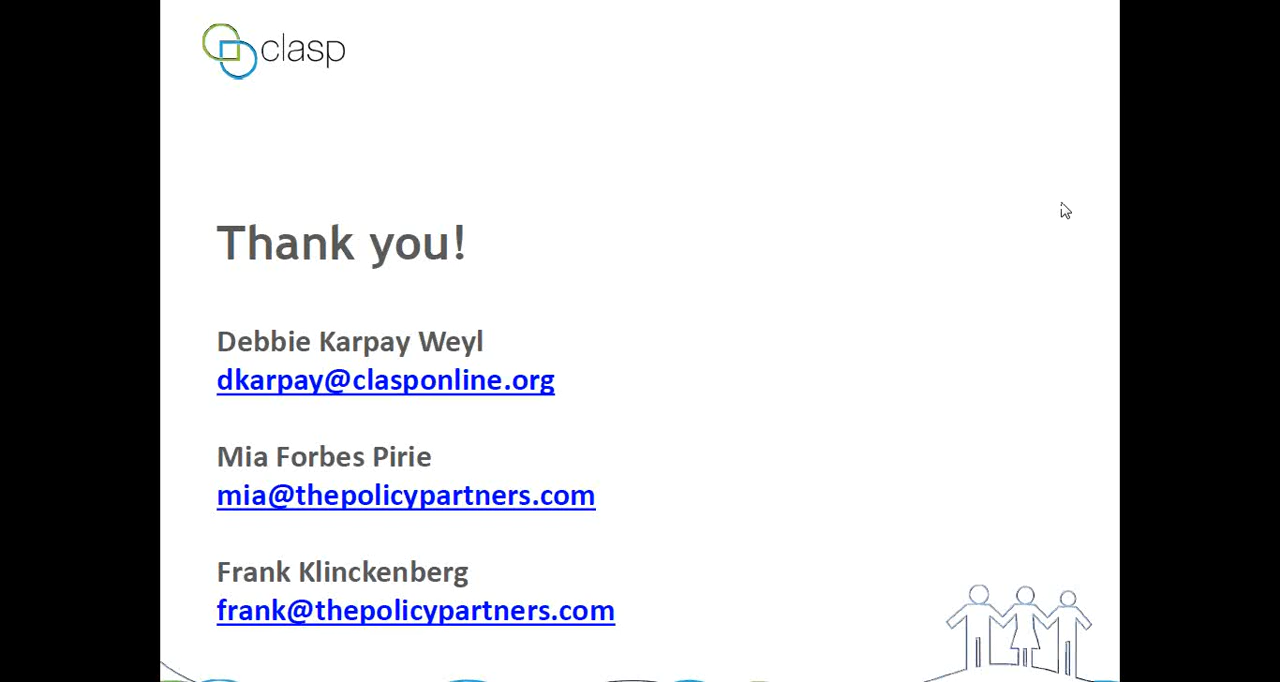 clasp
Thank you!
Debbie Karpay Weyl
dkarpay@clasponline.org
Mia Forbes Pirie
mia@thepolicypartners.com
Frank Klinckenberg
frank@thepolicypartners.com